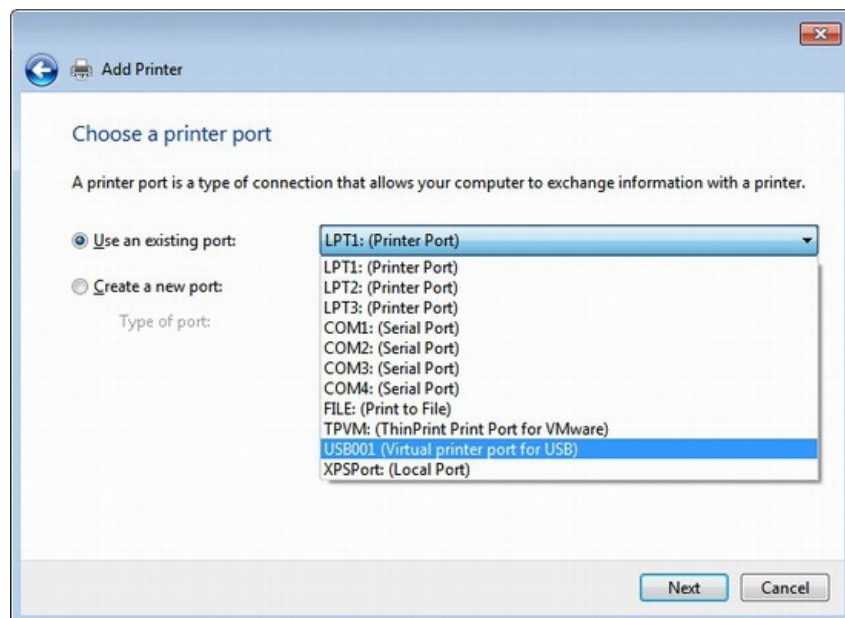 Add Printer
Choose a printer port
A printer port is a type of connection that allows your computer to exchange information with a printer.
Use an existing port:
LPT1: (Printer Port)
LPT1: (Printer Port)
LPT2: (Printer Port)
Create a new port:
LPT3: (Printer Port)
Type of port:
COM1: (Serial Port)
COM2: (Serial Port)
COM3: (Serial Port)
COM4: (Serial Port)
FILE: (Print to File)
TPVM: (ThinPrint Print Port for VMware)
USB001 (Virtual printer port for USB)
XPSPort: (Local Port)
Next
Cancel